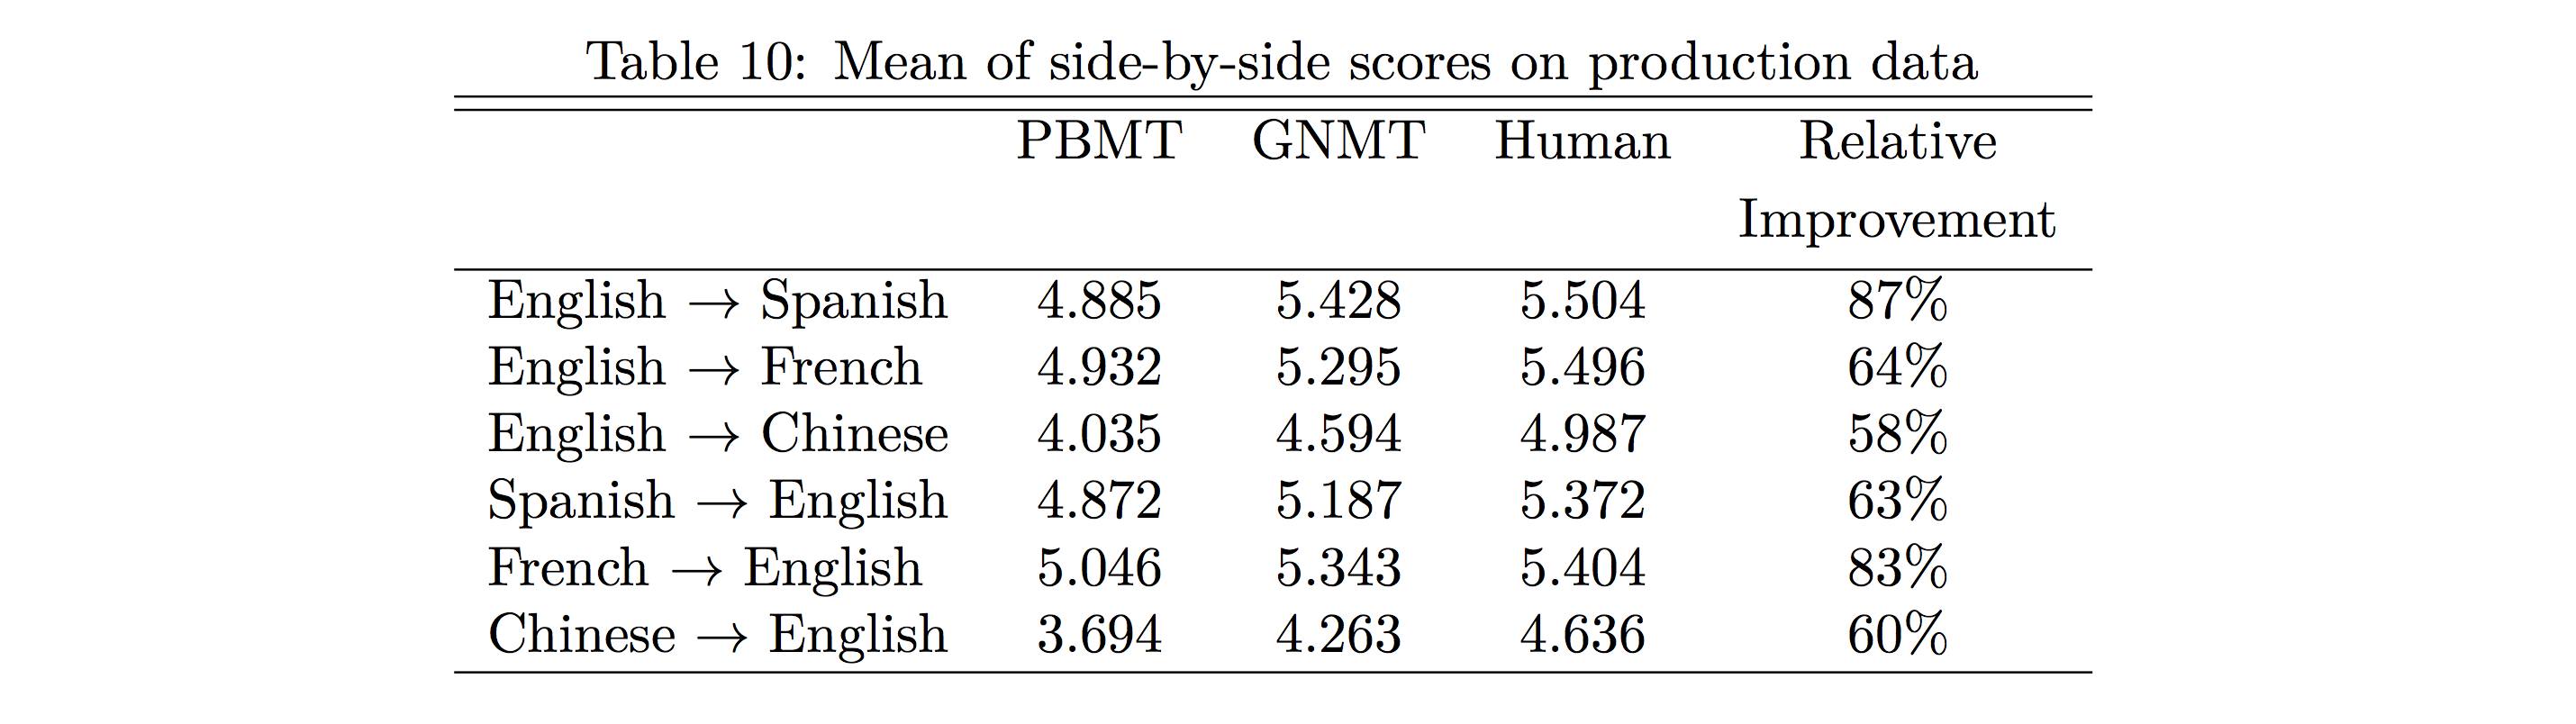 Table 10: Mean of side-by-side scores on production data
PBMT GNMT Human Relative
Improvement
English → Spanish 4.885 5.428 5.504 87%
English → French 4.932 5.295 5.496 64%
English → Chinese 4.035 4.594 4.987 58%
Spanish → English 4.872 5.187 5.372 63%
French → English 5.046 5.343 5.404 83%
Chinese → English 3.694 4.263 4.636 60%